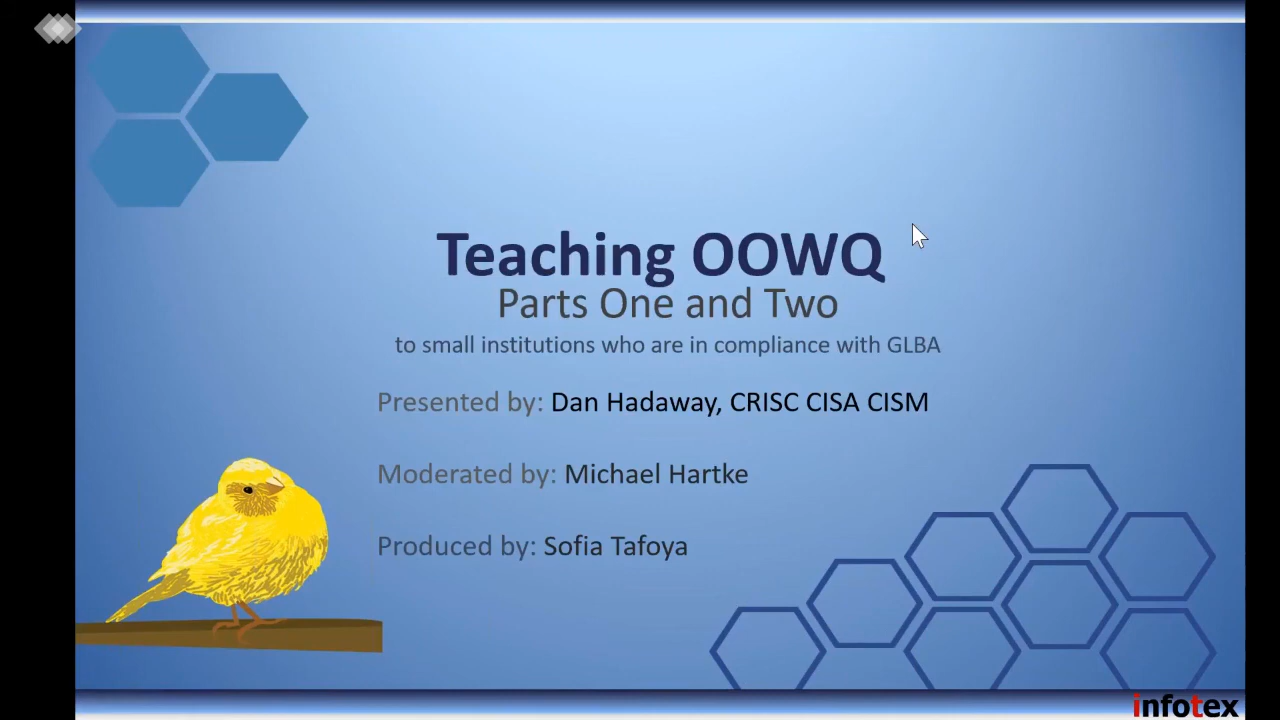 Teaching OOWQ
Parts One and Two
to small institutions who are in compliance with GLBA
Presented by: Dan Hadaway, CRISC CISA CISM
Moderated by: Michael Hartke
Produced by: Sofia Tafoya
infotex